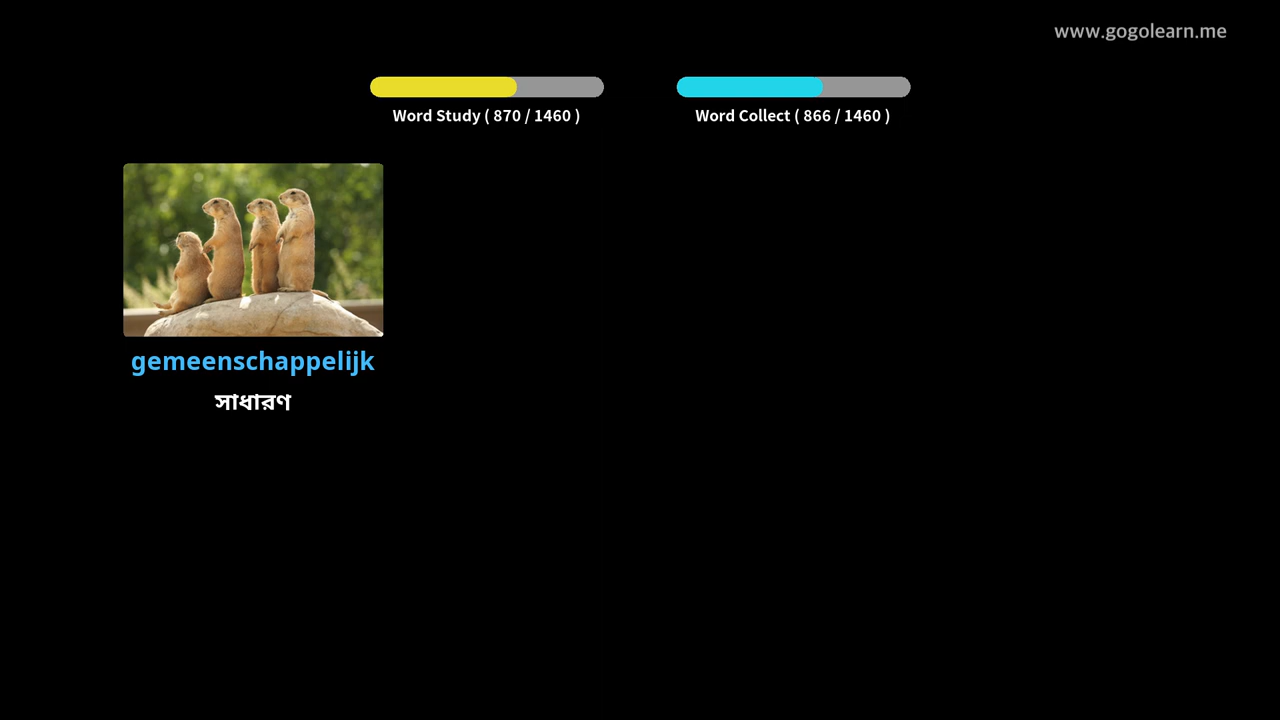 www.gogolearn.me
Word Study ( 870 / 1460 )
Word Collect ( 866 / 1460 )
gemeenschappelijk
সাধারণ